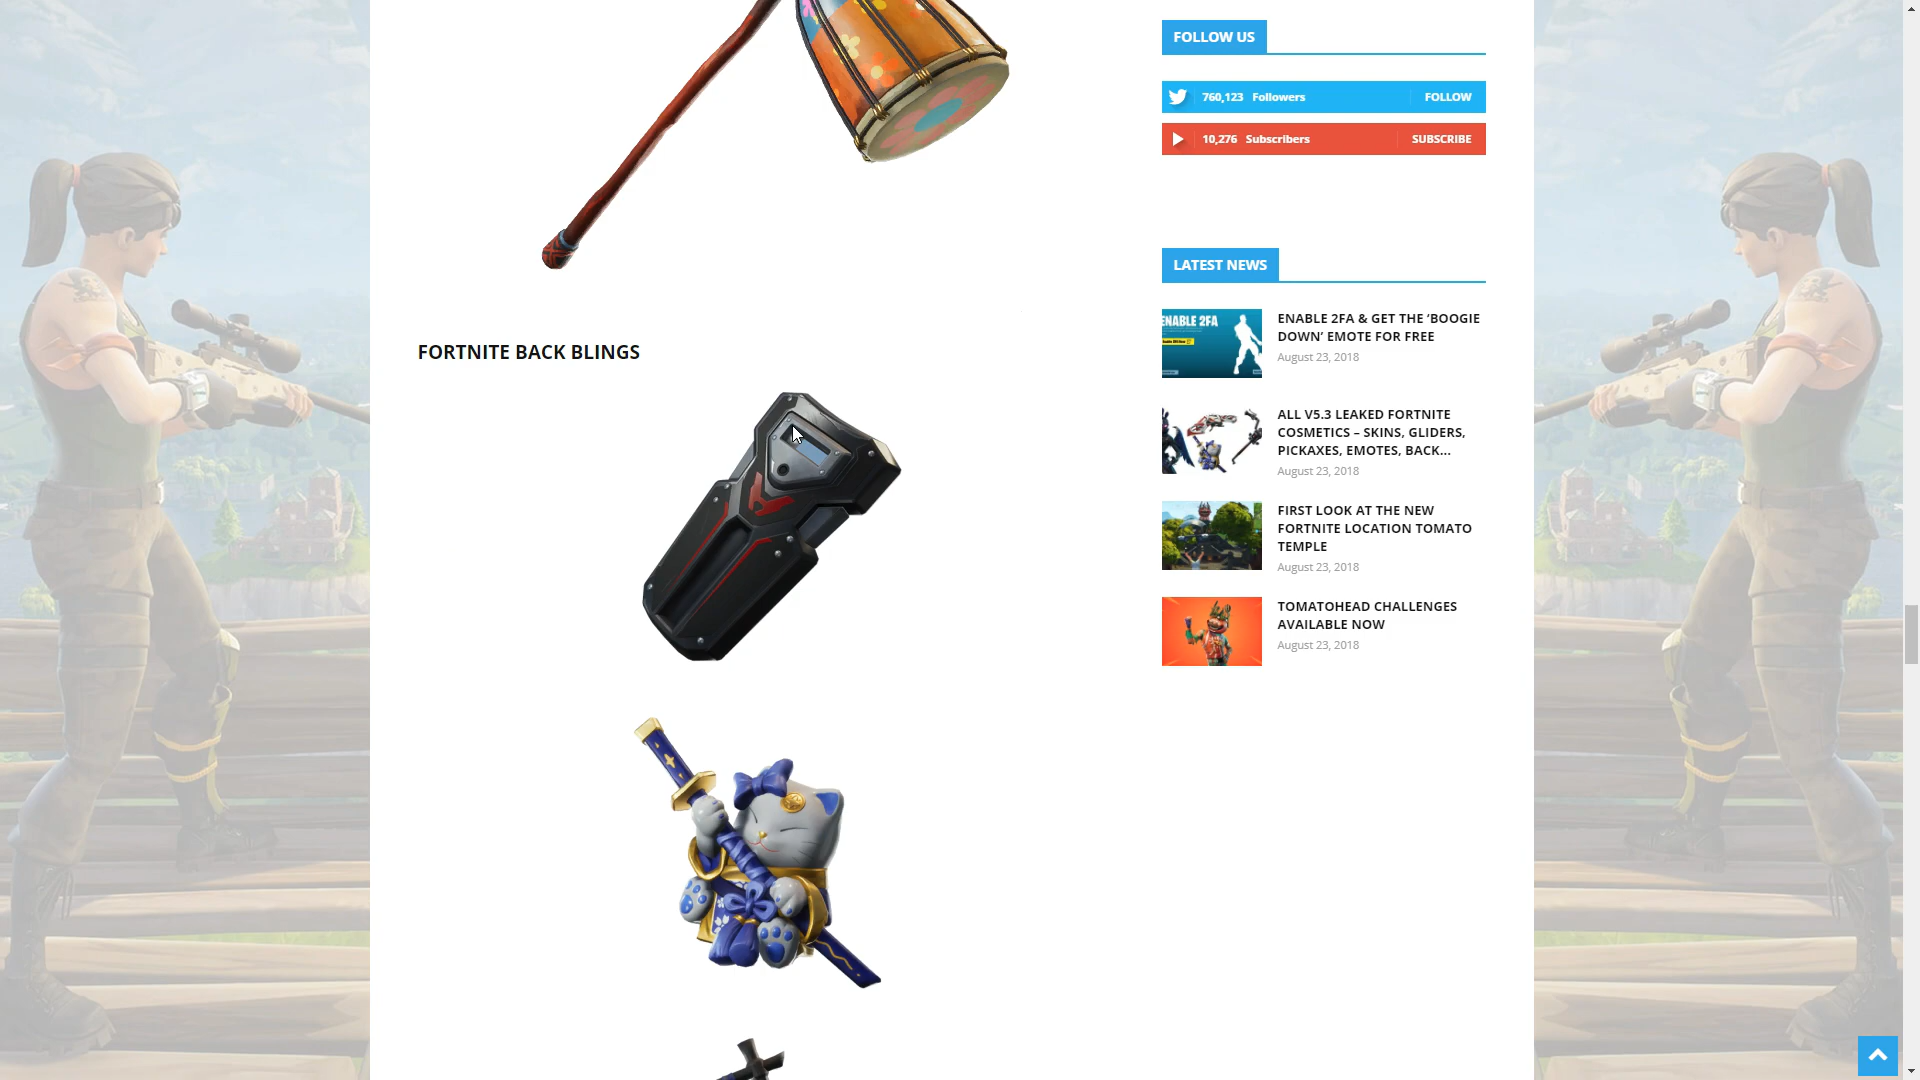 FOLLOW US
760,123 Followers FOLLOW
10,276 Subscribers SUBSCRIBE
LATEST NEWS
ENABLE 2FA
ENABLE 2FA & GET THE ‘BOOGIE
DOWN’ EMOTE FOR FREE
August 23, 2018
FORTNITE BACK BLINGS
ALL V5.3 LEAKED FORTNITE
COSMETICS – SKINS, GLIDERS,
PICKAXES, EMOTES, BACK...
August 23, 2018
FIRST LOOK AT THE NEW
FORTNITE LOCATION TOMATO
TEMPLE
August 23, 2018
TOMATOHEAD CHALLENGES
AVAILABLE NOW
August 23, 2018